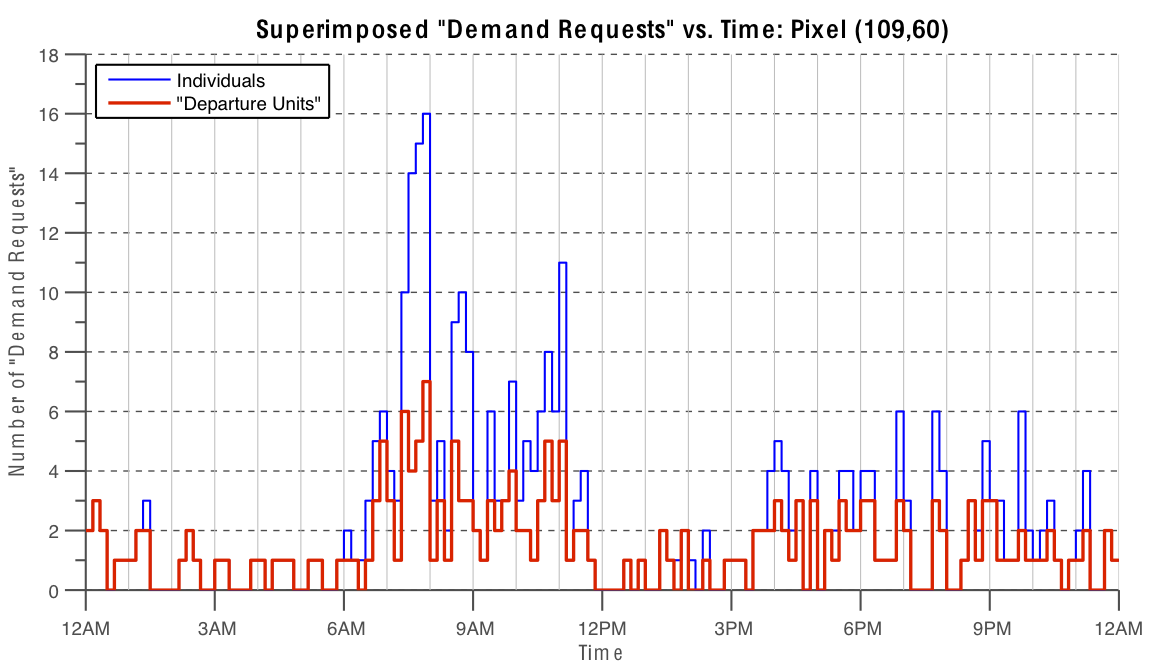 Superimposed "Demand Requests" vs. Time: Pixel (109,60)
Individuals
"Departure Units"
Number of "Demand Requests"
18
16
14
12
10
8
6
4
2
0
12AM 3AM 6AM 9AM 12PM 3PM 6PM 9PM 12AM
Time